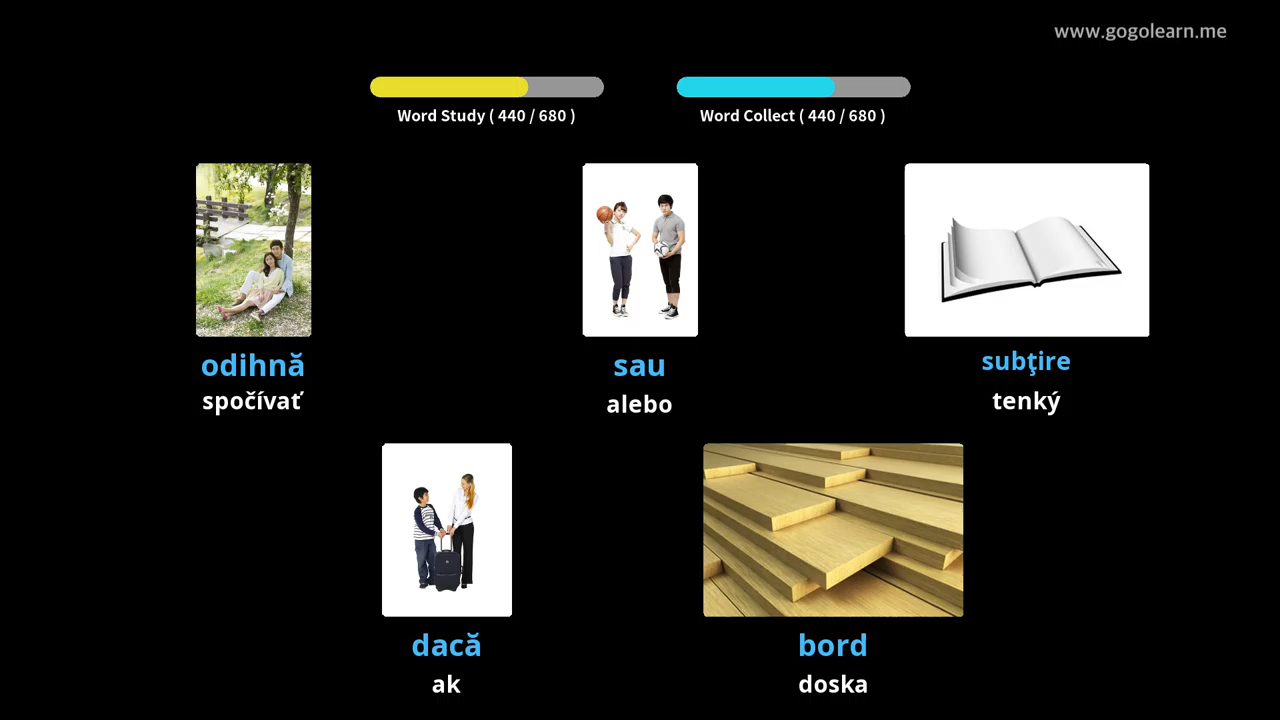 www.gogolearn.me
Word Study ( 440 / 680 )
Word Collect ( 440 / 680 )
odihnă
spočívať
sau
alebo
subţire
tenký
dacă
ak
bord
doska